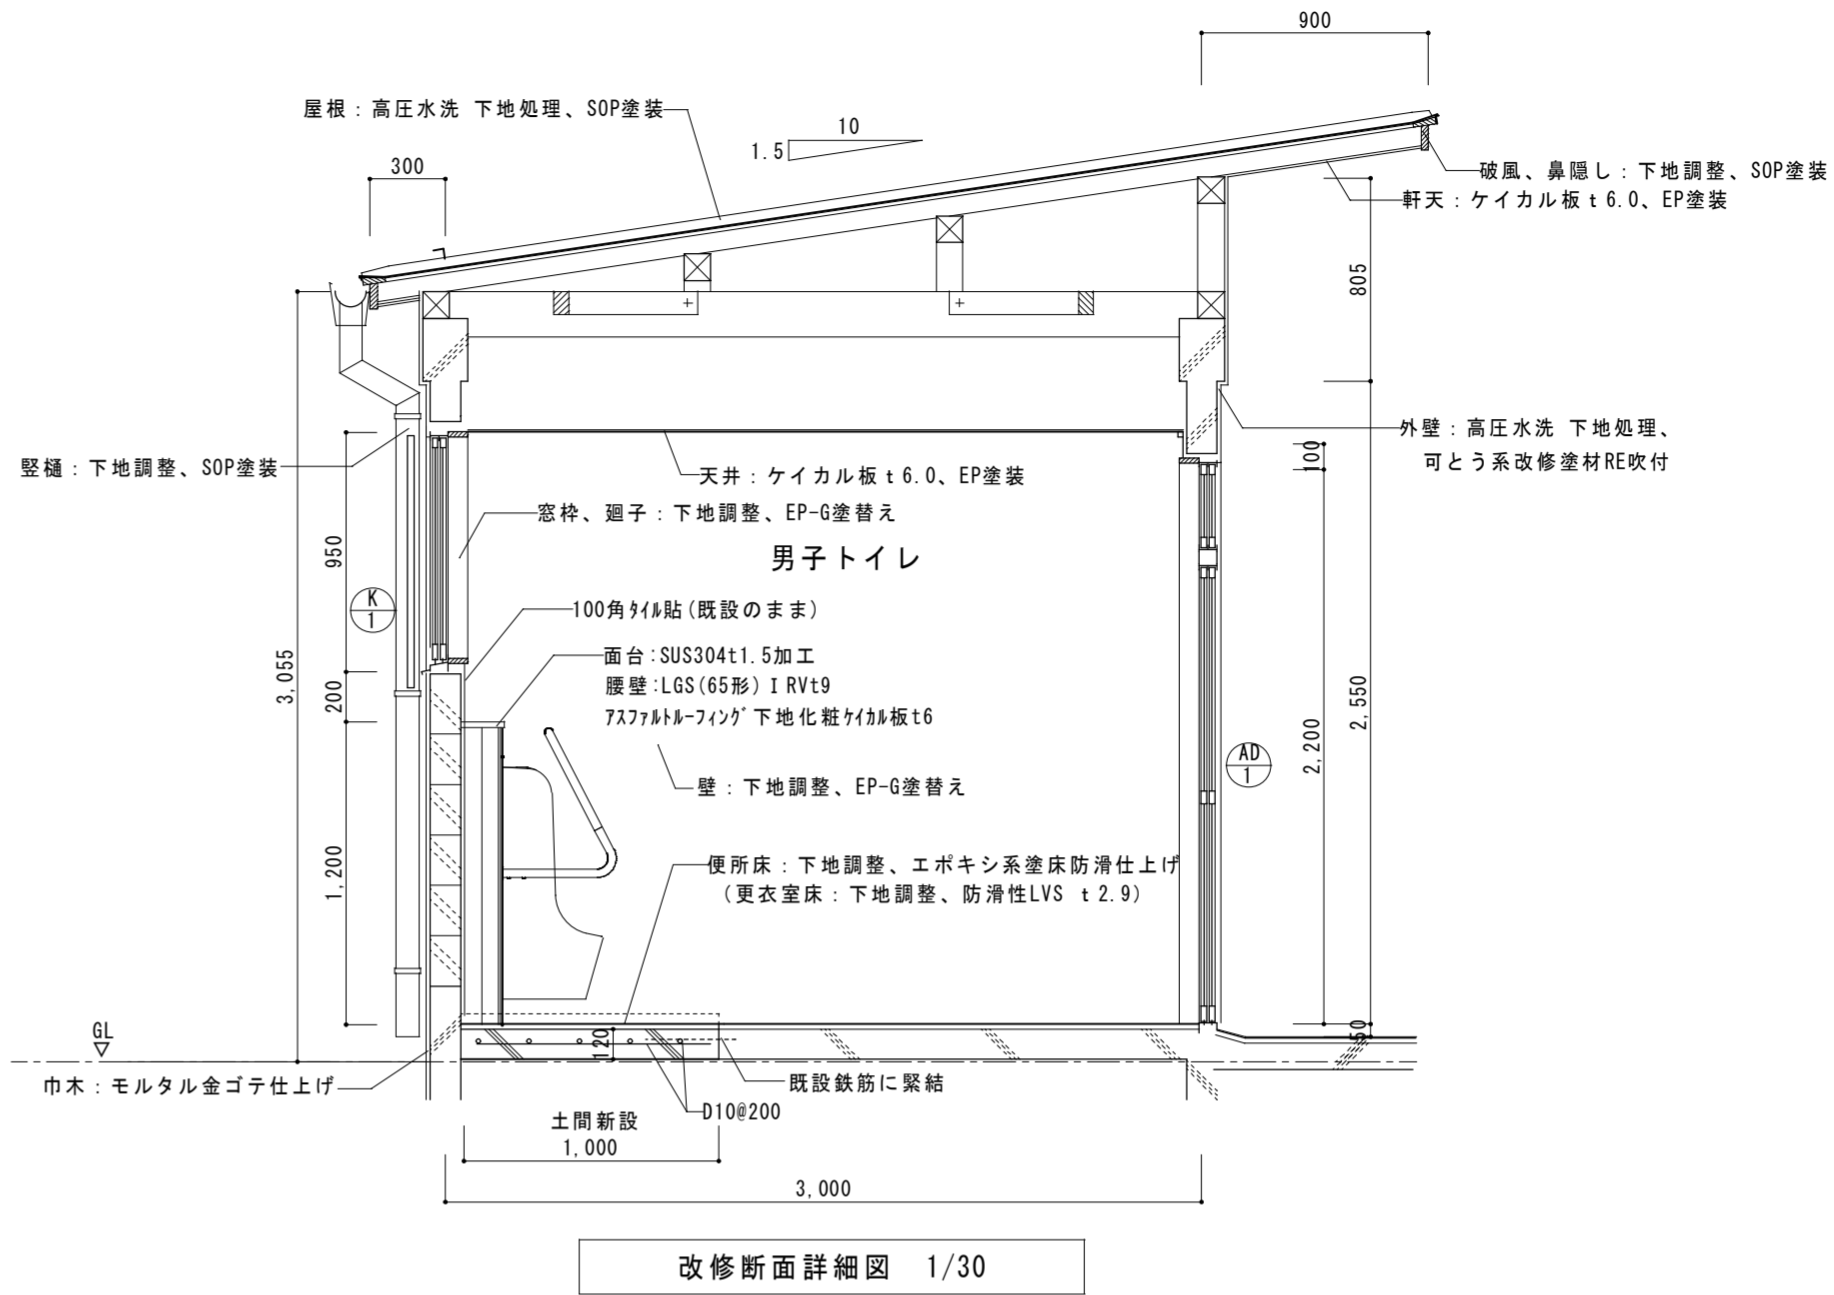 900
屋根：高圧水洗 下地処理、SOP塗装
10
1.5
300
破風、鼻隠し：下地調整、SOP塗装
軒天：ケイカル板ｔ6.0、EP塗装
805
外壁：高圧水洗 下地処理、
可とう系改修塗材RE吹付
100
竪樋：下地調整、SOP塗装
天井：ケイカル板ｔ6.0、EP塗装
窓枠、廻子：下地調整、EP-G塗替え
男子トイレ
950
K
1
100角ﾀｲﾙ貼(既設のまま)
面台:SUS304t1.5加工
腰壁:LGS(65形)ＩRVt9
ｱｽﾌｧﾙﾄﾙｰﾌｨﾝｸﾞ下地化粧ｹｲｶﾙ板t6
3,055
200
2,550
2,200
AD
1
壁：下地調整、EP-G塗替え
1,200
便所床：下地調整、エポキシ系塗床防滑仕上げ
（更衣室床：下地調整、防滑性LVS ｔ2.9）
GL
120
50
巾木：モルタル金ゴテ仕上げ
既設鉄筋に緊結
D10@200
土間新設
1,000
3,000
改修断面詳細図 1/30